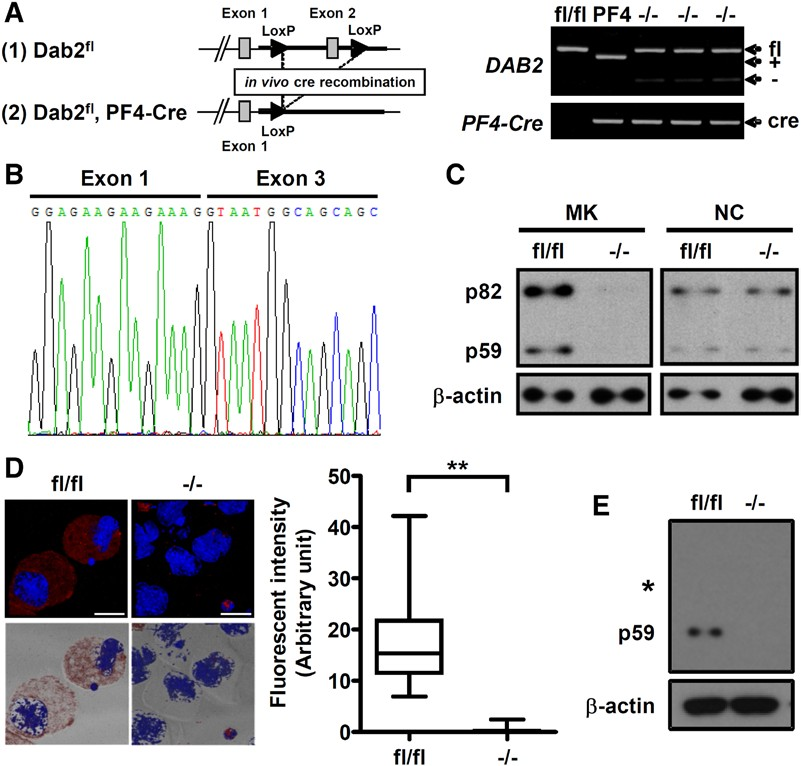 A
Exon 1 Exon 2
LoxP LoxP
(1) Dab2fl
in vivo cre recombination
(2) Dab2fl, PF4-Cre
LoxP
Exon 1
fl/fl PF4 -/- -/- -/-
DAB2
fl
+
-
PF4-Cre
cre
B
Exon 1 Exon 3
G G A G A A G A A G A A A G G T A A T G G C A G C A G C
C
MK NC
fl/fl -/- fl/fl -/-
p82
p59
β-actin
D
fl/fl -/-
Fluorescent intensity
(Arbitrary unit)
50
40
30
20
10
0
**
fl/fl -/-
E
fl/fl -/-
*
p59
β-actin